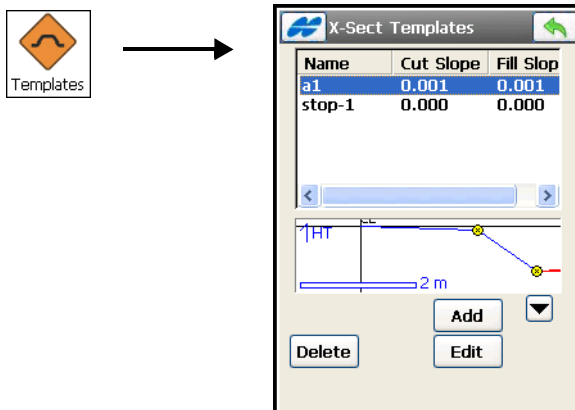 Templates
X-Sect Templates
Name Cut Slope Fill Slop
a1 0.001 0.001
stop-1 0.000 0.000
HT
2 m
Add
Delete Edit